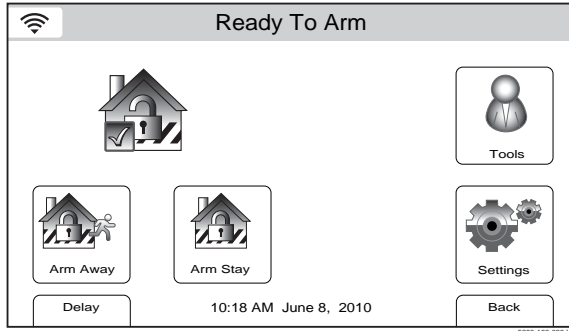 Ready To Arm
Tools
Arm Away
Arm Stay
Settings
Delay
10:18 AM June 8, 2010
Back